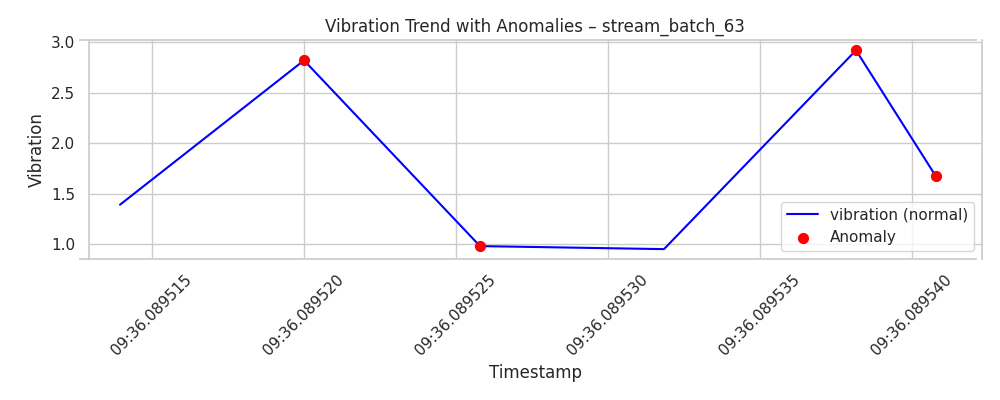 Vibration Trend with Anomalies – stream_batch_63
3.0
2.5
2.0
1.5
1.0
Vibration
vibration (normal)
Anomaly
09:36.089515
09:36.089520
09:36.089525
09:36.089530
09:36.089535
09:36.089540
Timestamp